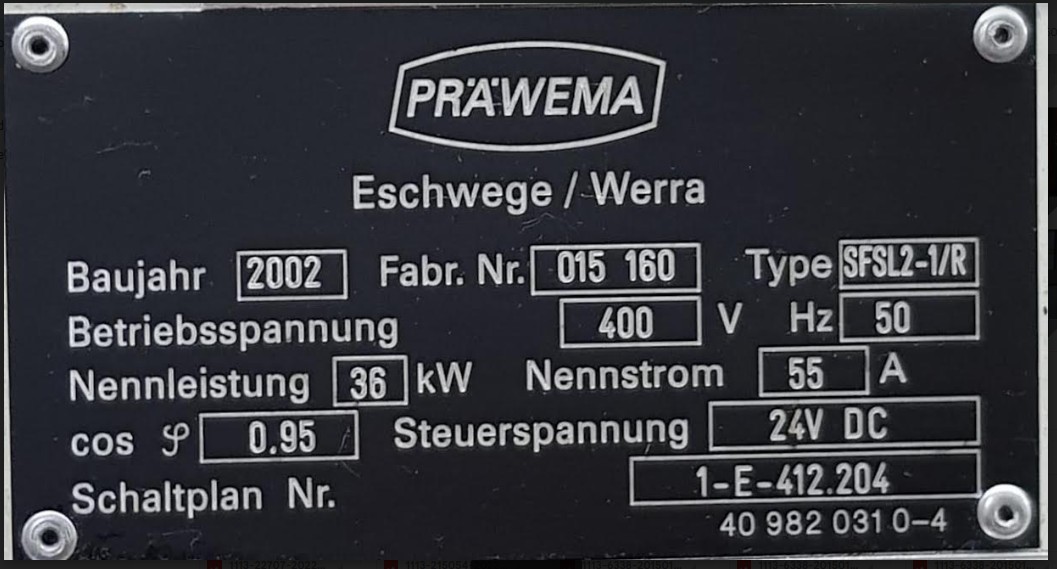 PRÄWEMA
Eschwege / Werra
Baujahr 2002 Fabr. Nr. 015 160 Type SFSL2-1/R
Betriebsspannung 400 V Hz 50
Nennleistung 36 kW Nennstrom 55 A
cos φ 0.95 Steuerspannung 24V DC
Schaltplan Nr. 1-E-412.204
40 982 031 0-4